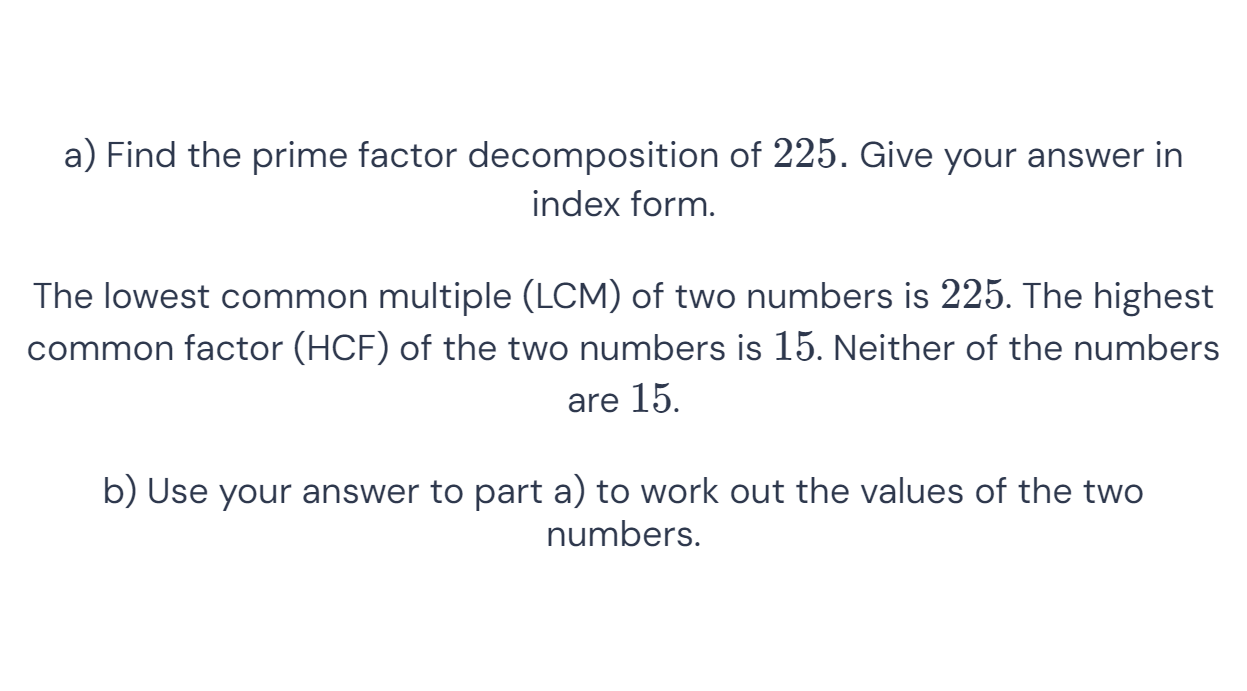 a) Find the prime factor decomposition of 225. Give your answer in
index form.
The lowest common multiple (LCM) of two numbers is 225. The highest
common factor (HCF) of the two numbers is 15. Neither of the numbers
are 15.
b) Use your answer to part a) to work out the values of the two
numbers.